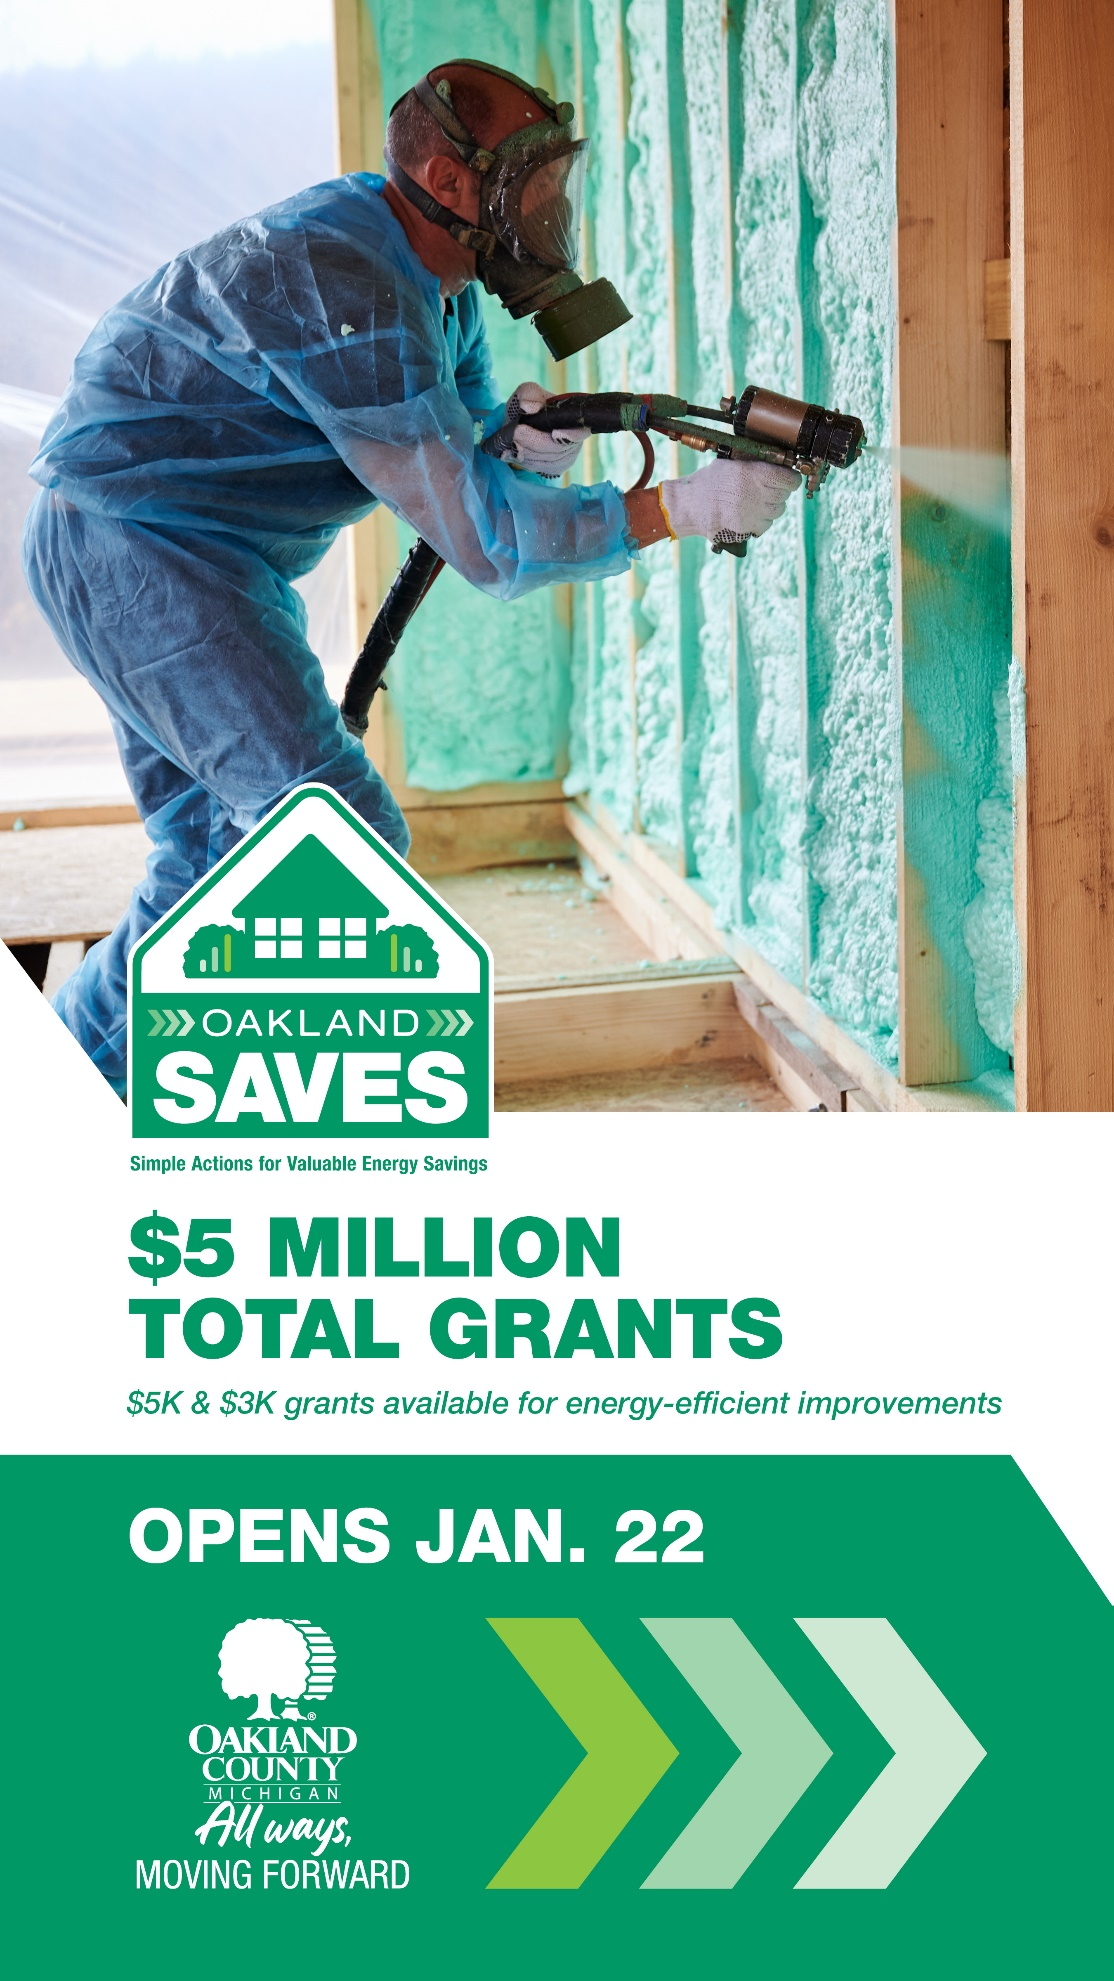 OAKLAND
SAVES
Simple Actions for Valuable Energy Savings
$5 MILLION
TOTAL GRANTS
$5K & $3K grants available for energy-efficient improvements
OPENS JAN. 22
®
OAKLAND
COUNTY
MICHIGAN
All ways,
MOVING FORWARD